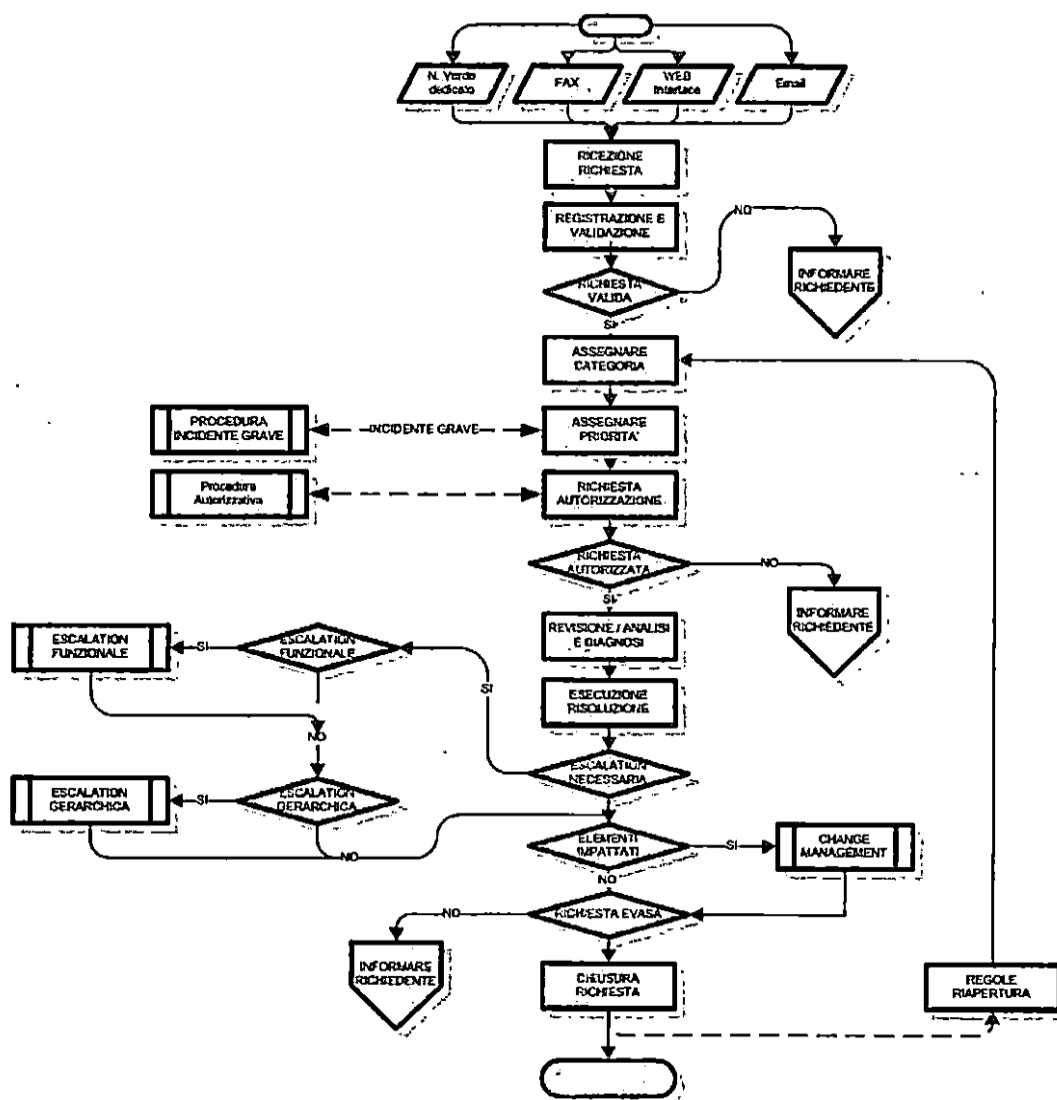 N. Verde
dedicato
FAX
WEB
Interface
Email
RICEZIONE
RICHIESTA
REGISTRAZIONE E
VALIDAZIONE
NO
INFORMARE
RICHIEDENTE
RICHIESTA
VALIDA
SI
ASSEGNARE
CATEGORIA
PROCEDURA
INCIDENTE GRAVE
INCIDENTE GRAVE
ASSEGNARE
PRIORITA'
Procedura
Autorizzativa
RICHIESTA
AUTORIZZAZIONE
RICHIESTA
AUTORIZZATA
NO
INFORMARE
RICHIEDENTE
SI
REVISIONE / ANALISI
E DIAGNOSI
ESCALATION
FUNZIONALE
SI
ESCALATION
FUNZIONALE
SI
ESECUZIONE
RISOLUZIONE
NO
ESCALATION
NECESSARIA
ESCALATION
GERARCHICA
SI
ESCALATION
GERARCHICA
NO
ELEMENTI
IMPATTATI
SI
CHANGE
MANAGEMENT
NO
RICHIESTA EVASA
NO
INFORMARE
RICHIEDENTE
CHIUSURA
RICHIESTA
REGOLE
RIAPERTURA